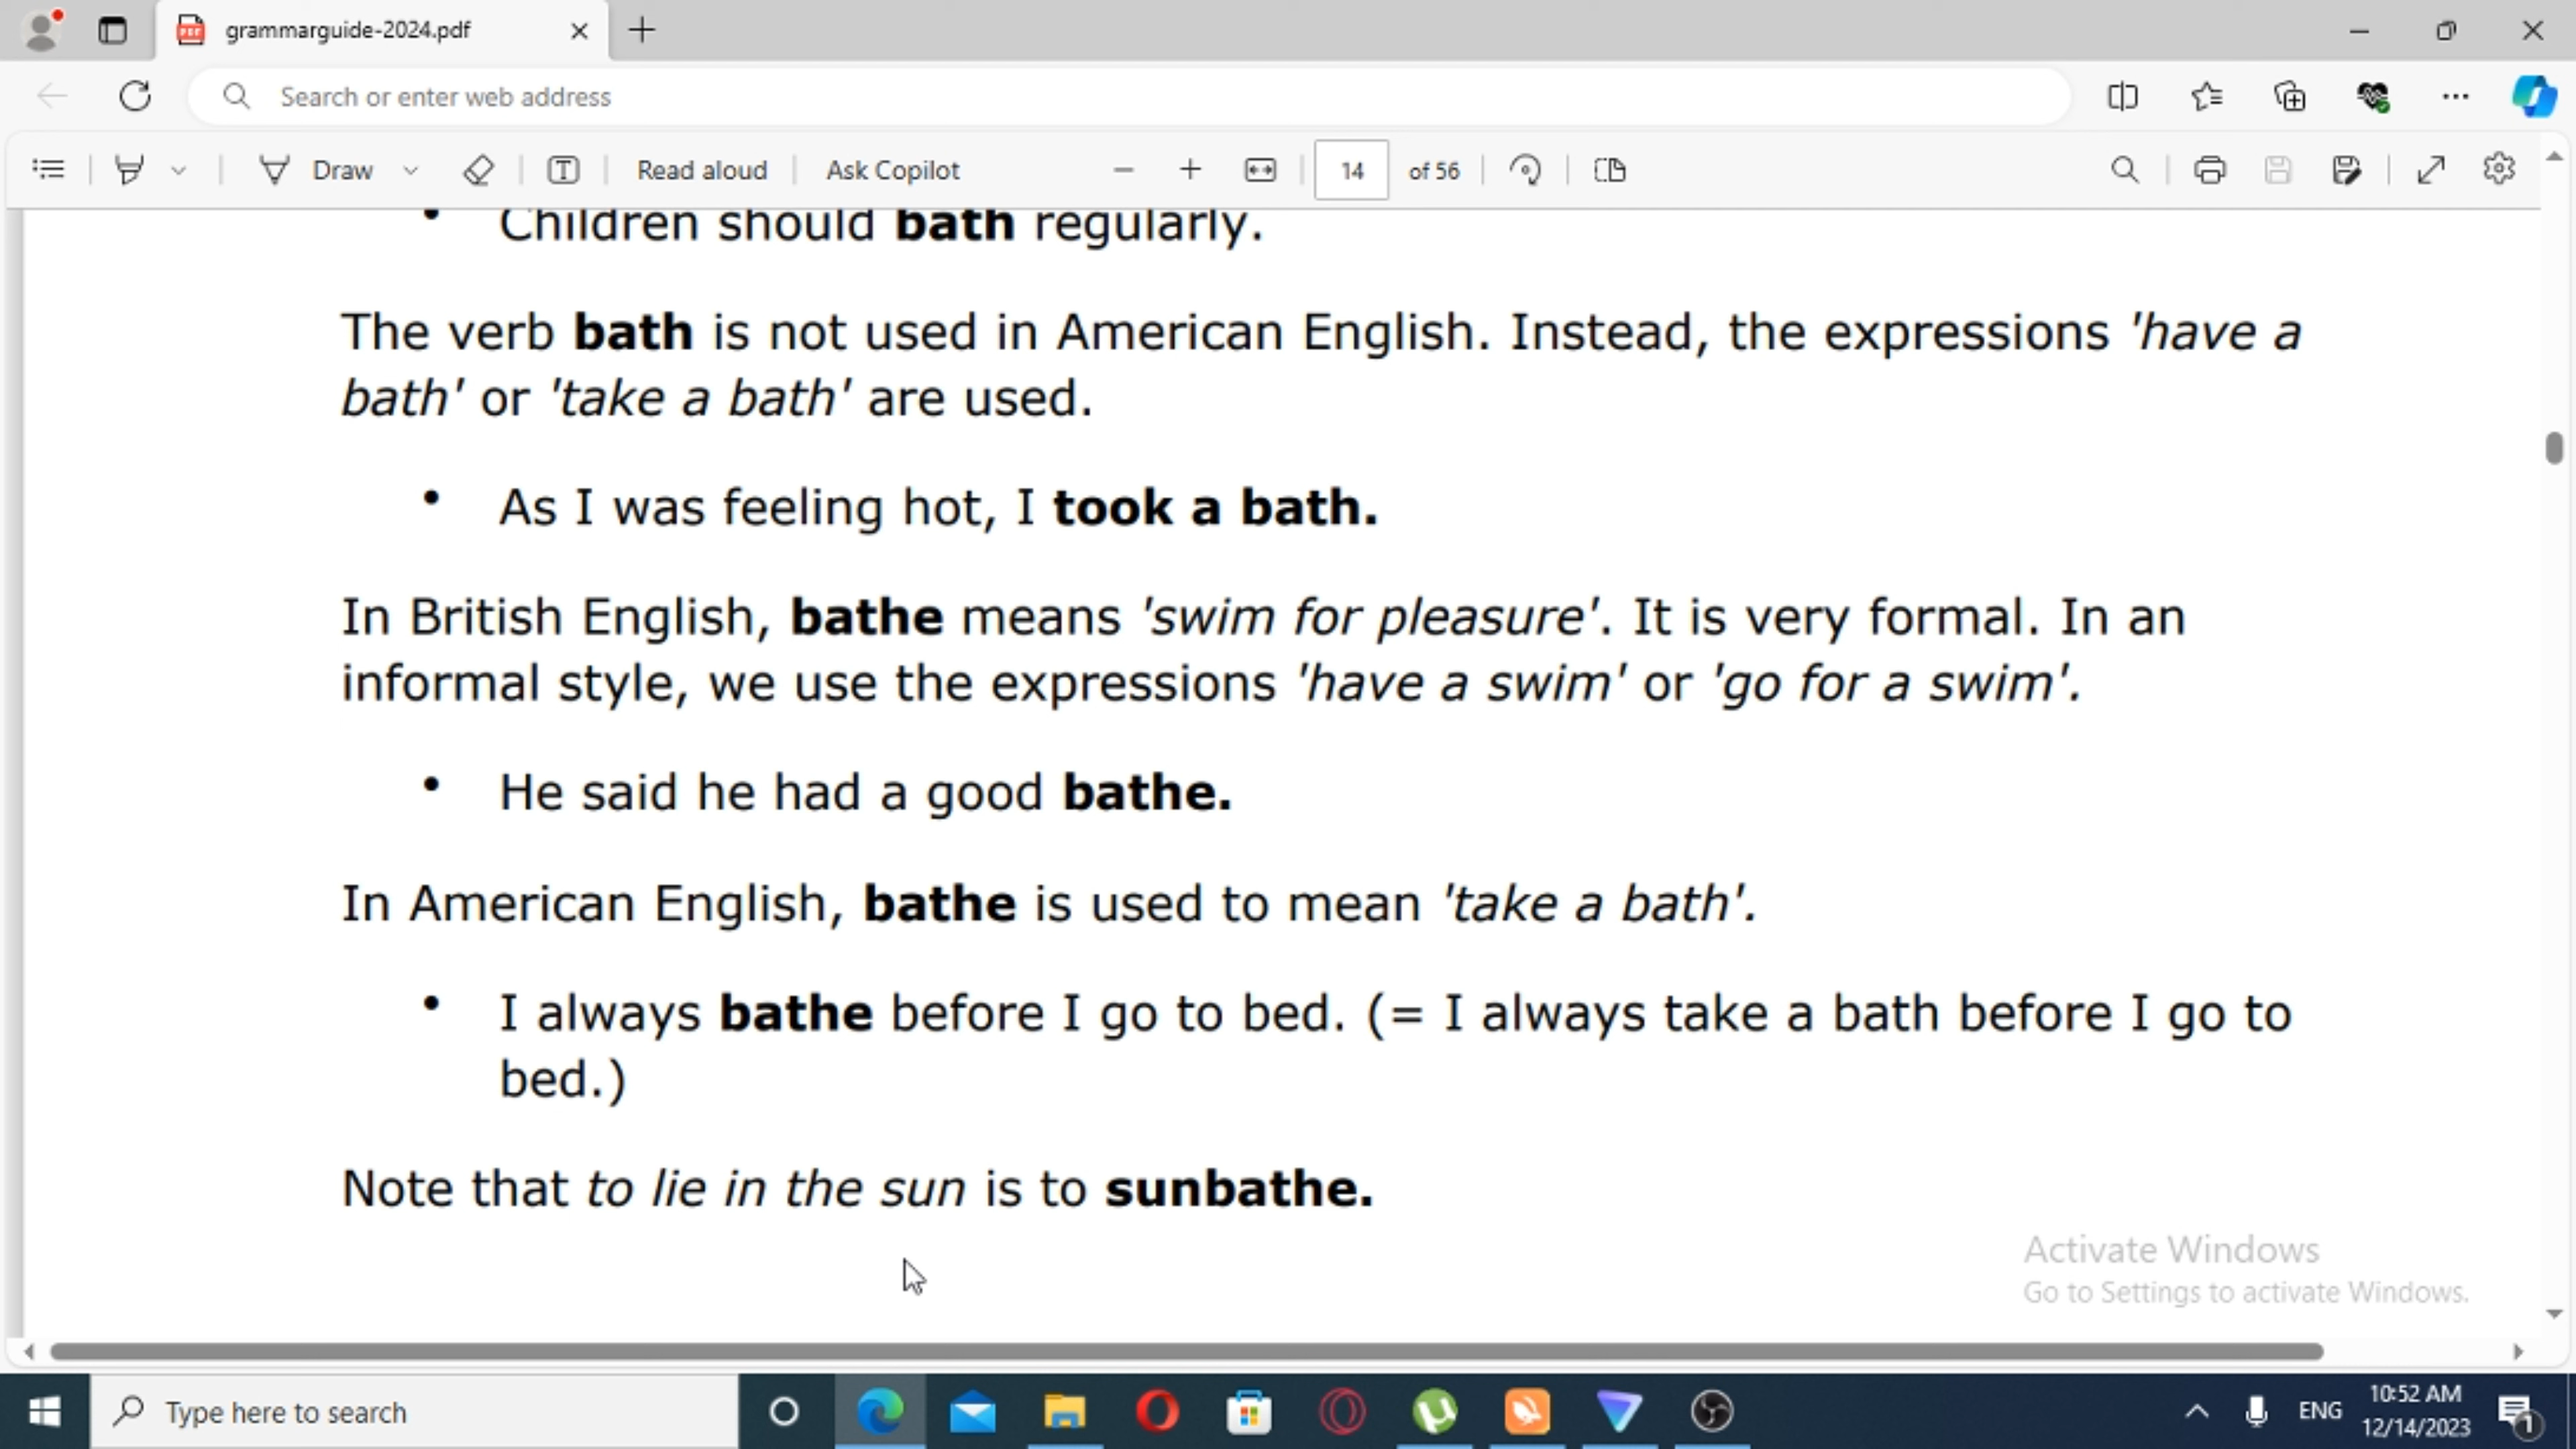 grammarguide-2024.pdf
Search or enter web address
Draw
Read aloud
Ask Copilot
14 of 56
• Children should bath regularly.
The verb bath is not used in American English. Instead, the expressions 'have a
bath' or 'take a bath' are used.
• As I was feeling hot, I took a bath.
In British English, bathe means 'swim for pleasure'. It is very formal. In an
informal style, we use the expressions 'have a swim' or 'go for a swim'.
• He said he had a good bathe.
In American English, bathe is used to mean 'take a bath'.
• I always bathe before I go to bed. (= I always take a bath before I go to
bed.)
Note that to lie in the sun is to sunbathe.
Activate Windows
Go to Settings to activate Windows.
Type here to search
ENG
10:52 AM
12/14/2023
1